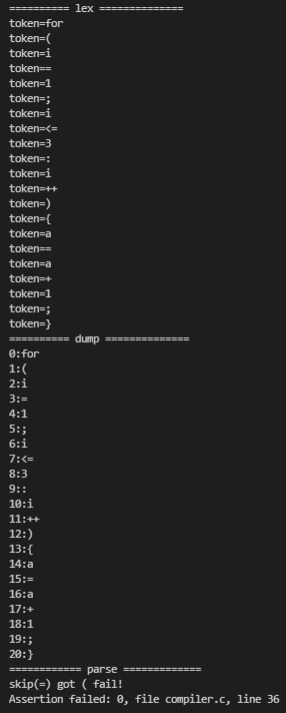 ========== lex ==============
token=for
token=(
token=i
token==
token=1
token=;
token=i
token=<=
token=3
token=:
token=i
token=++
token=)
token={
token=a
token==
token=a
token=+
token=1
token=;
token=}
========== dump ==============
0:for
1:(
2:i
3:=
4:1
5:;
6:i
7:<=
8:3
9::
10:i
11:++
12:)
13:{
14:a
15:=
16:a
17:+
18:1
19:;
20:}
============ parse =============
skip(=) got ( fail!
Assertion failed: 0, file compiler.c, line 36